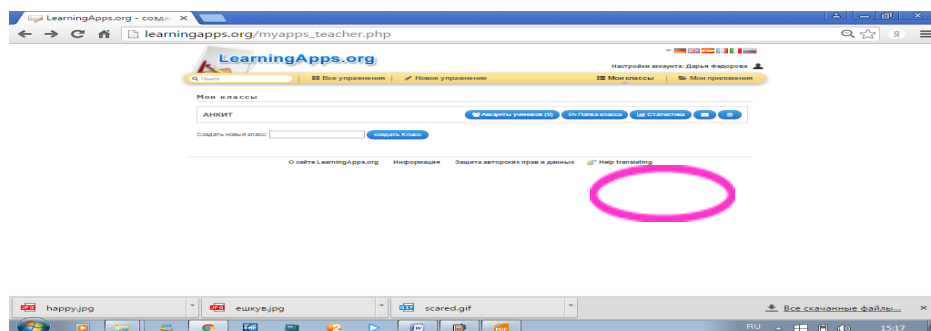 LearningApps.org - созда
learningapps.org/myapps_teacher.php
LearningApps.org
Настройки аккаунта: Дарья Федорова
Поиск Все упражнения Новое упражнение Мои классы Мои приложения
Мои классы
АНКИТ Аккаунты учеников (0) Папка класса Статистика
Создать новый класс: создать класс
О сайте LearningApps.org Информация Защита авторских прав и данных Help translating
happy.jpg ешкув.jpg scared.gif Все скачанные файлы...
RU 15:17